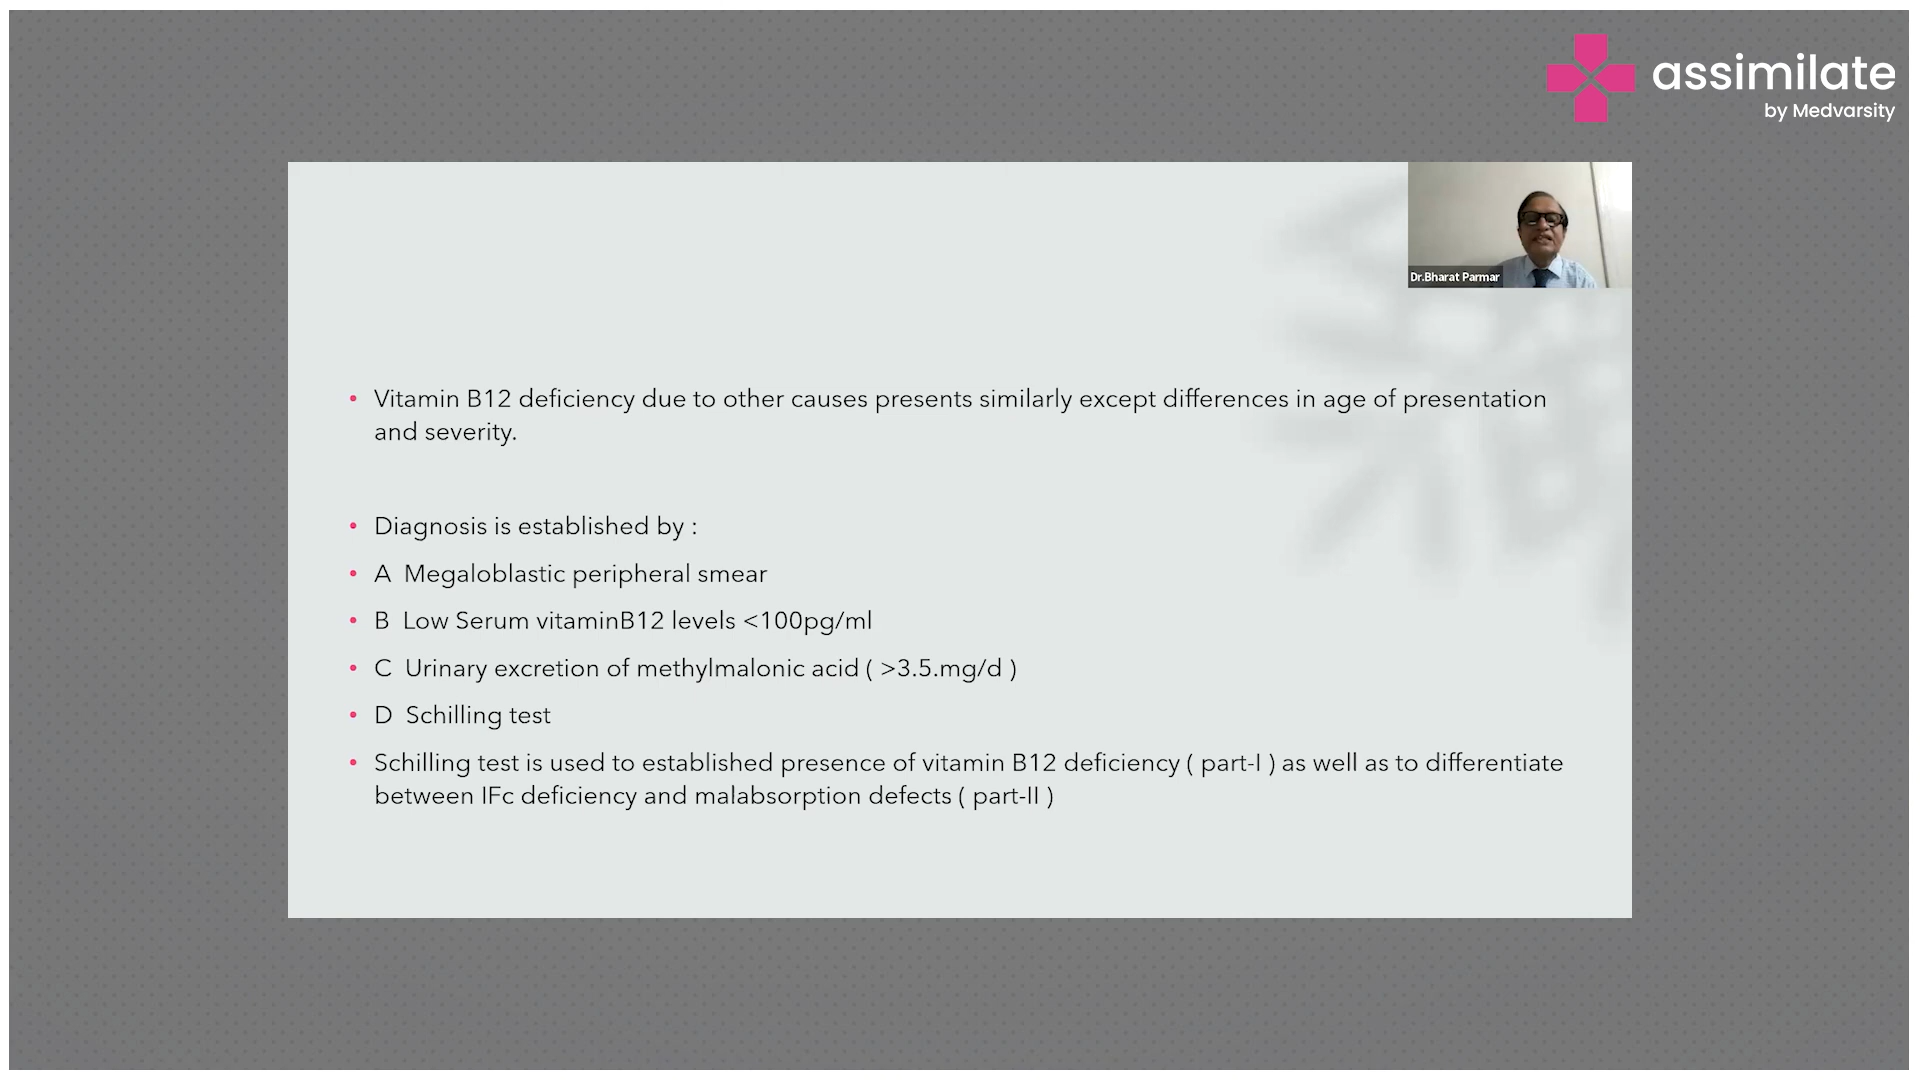 assimilate
by Medvarsity
Dr.Bharat Parmar
• Vitamin B12 deficiency due to other causes presents similarly except differences in age of presentation
and severity.
• Diagnosis is established by :
• A  Megaloblastic peripheral smear
• B  Low Serum vitaminB12 levels <100pg/ml
• C  Urinary excretion of methylmalonic acid ( >3.5.mg/d )
• D  Schilling test
• Schilling test is used to established presence of vitamin B12 deficiency ( part-I ) as well as to differentiate
between IFc deficiency and malabsorption defects ( part-II )